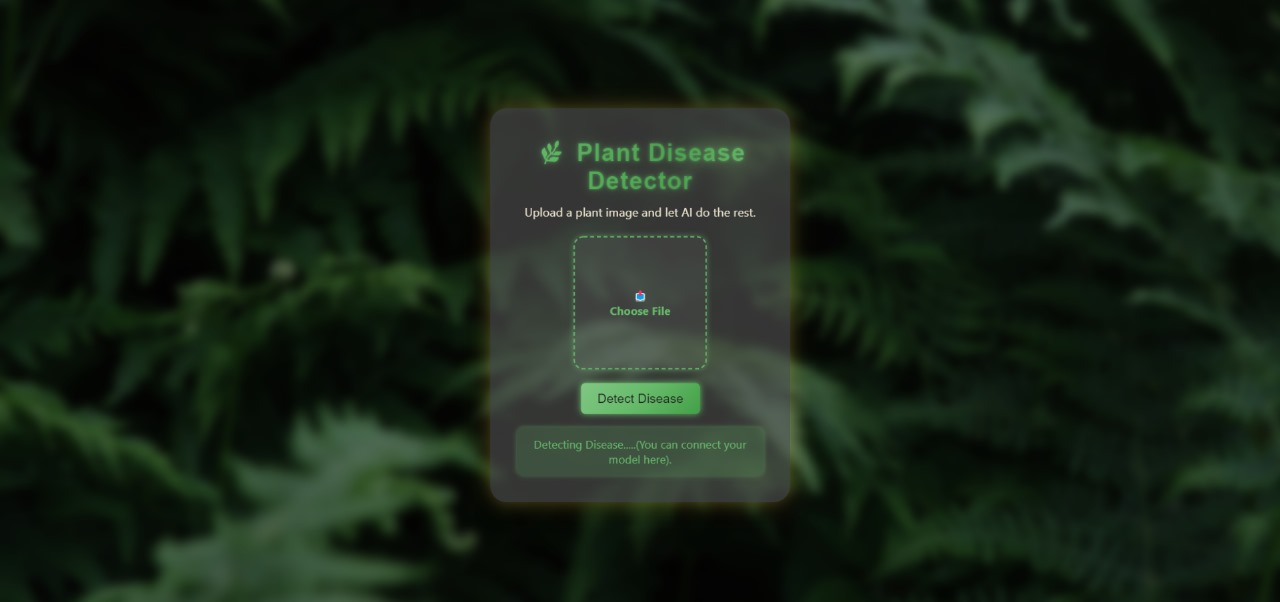 Plant Disease
Detector
Upload a plant image and let AI do the rest.
Choose File
Detect Disease
Detecting Disease.....(You can connect your
model here).